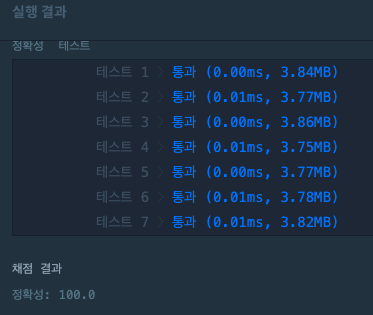 실행 결과
정확성 테스트
테스트 1 〉 통과 (0.00ms, 3.84MB)
테스트 2 〉 통과 (0.01ms, 3.77MB)
테스트 3 〉 통과 (0.00ms, 3.86MB)
테스트 4 〉 통과 (0.01ms, 3.75MB)
테스트 5 〉 통과 (0.00ms, 3.77MB)
테스트 6 〉 통과 (0.01ms, 3.78MB)
테스트 7 〉 통과 (0.01ms, 3.82MB)
채점 결과
정확성: 100.0